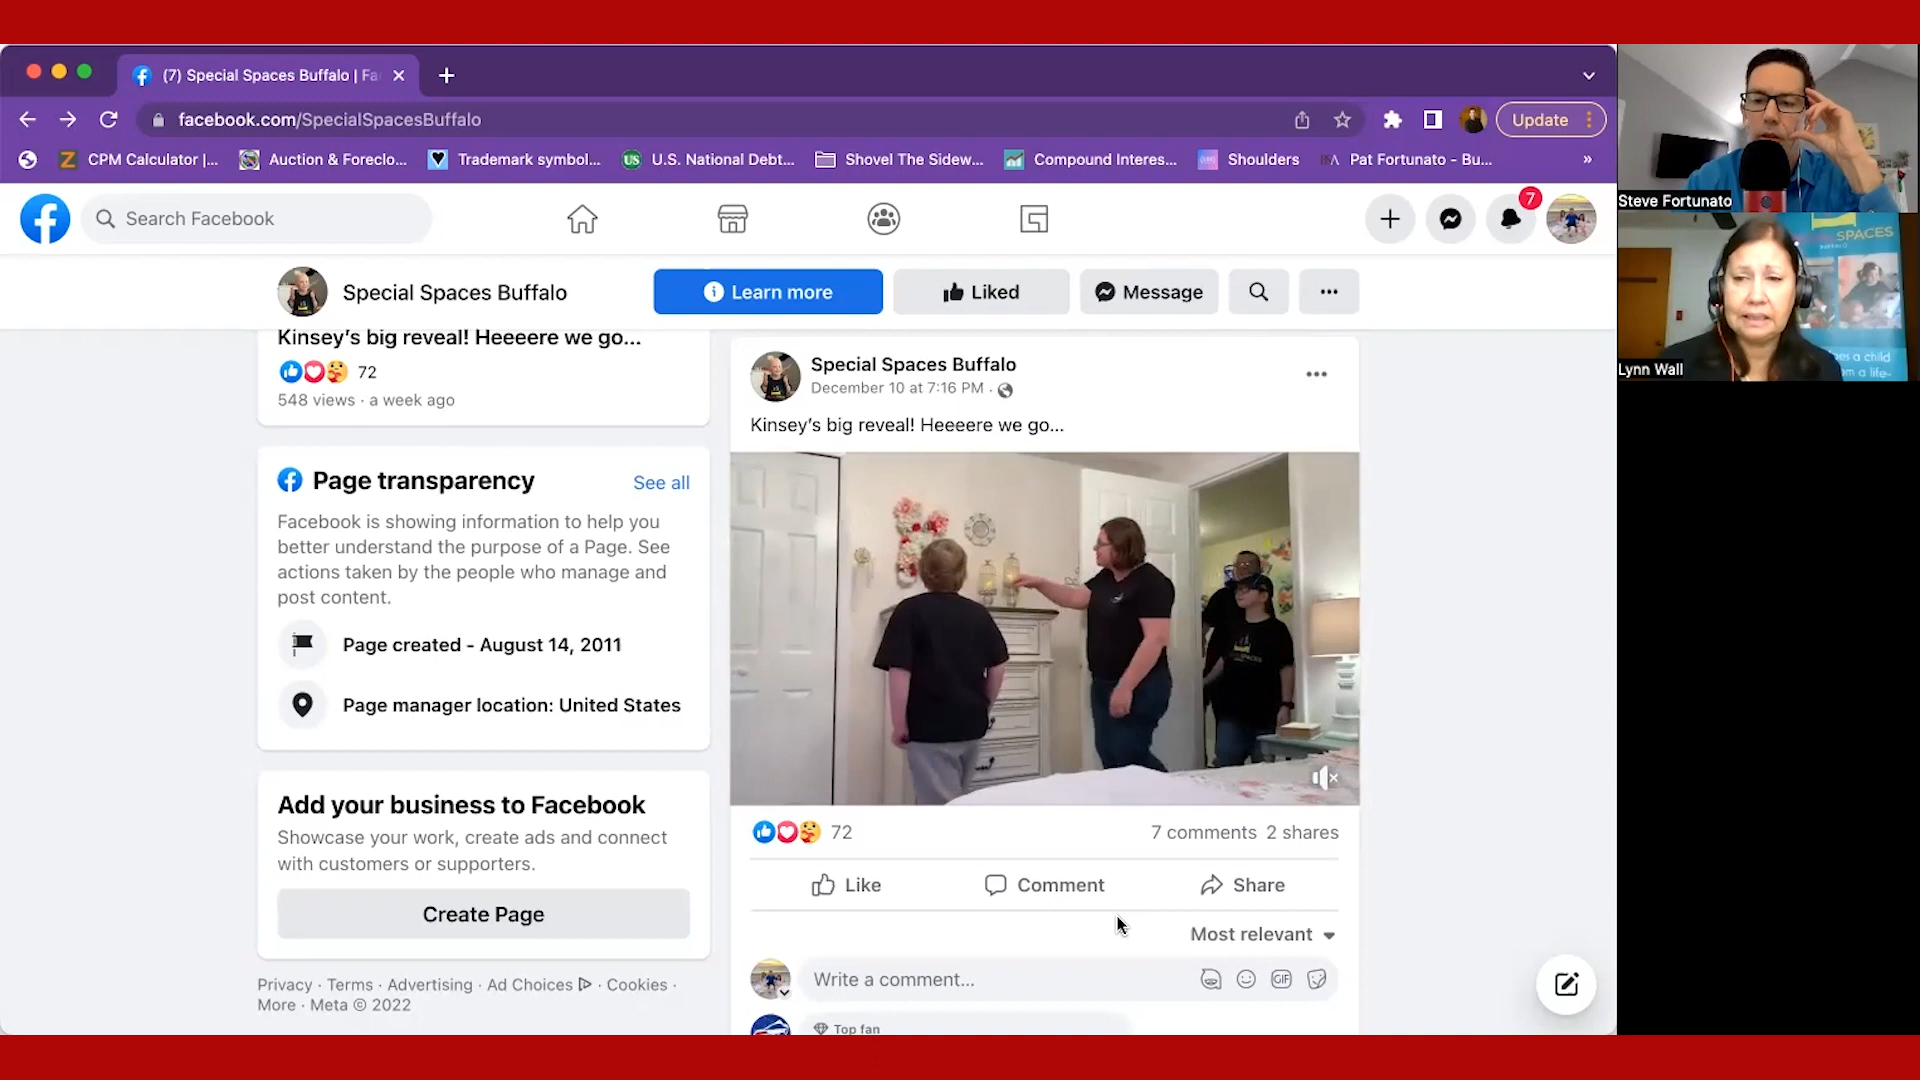 (7) Special Spaces Buffalo | Fa
facebook.com/SpecialSpacesBuffalo
Update
CPM Calculator |...
Auction & Foreclo...
Trademark symbol...
US
U.S. National Debt...
Shovel The Sidew...
Compound Interes...
Shoulders
Pat Fortunato - Bu...
»
Search Facebook
7
Special Spaces Buffalo
Learn more
Liked
Message
Kinsey's big reveal! Heeeere we go...
72
548 views · a week ago
Page transparency
See all
Facebook is showing information to help you
better understand the purpose of a Page. See
actions taken by the people who manage and
post content.
Page created - August 14, 2011
Page manager location: United States
Add your business to Facebook
Showcase your work, create ads and connect
with customers or supporters.
Create Page
Privacy · Terms · Advertising · Ad Choices · Cookies ·
More · Meta © 2022
Special Spaces Buffalo
December 10 at 7:16 PM ·
Kinsey's big reveal! Heeeere we go...
72
7 comments 2 shares
Like
Comment
Share
Most relevant
Write a comment...
GIF
Top fan
Steve Fortunato
SPACES
Lynn Wall
es a child
m a life-